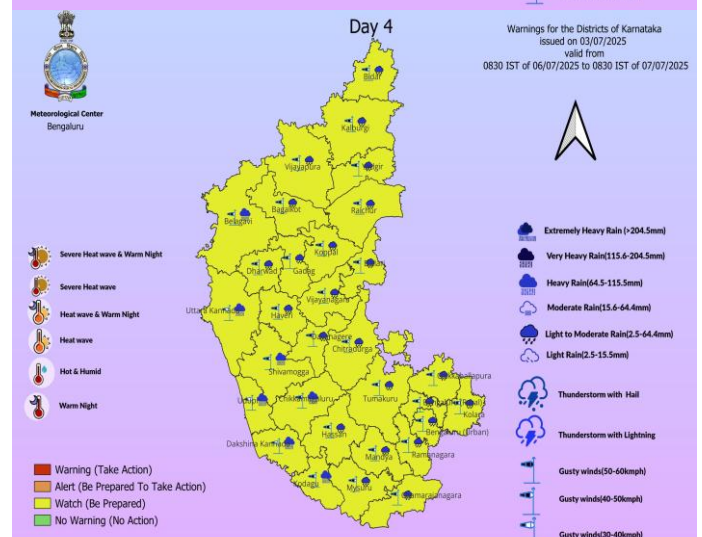 Day 4
Warnings for the Districts of Karnataka
issued on 03/07/2025
valid from
0830 IST of 06/07/2025 to 0830 IST of 07/07/2025
Meteorological Center
Bengaluru
Bidar
Kalburgi
Vijayapura
Bagalkot
Raichur
Belagavi
Koppal
Dharwad
Gadag
Vijayanagara
Uttara Kannada
Haveri
Chitradurga
Shivamogga
Tumakuru
Kolara
Bengaluru (Urban)
Hassan
Dakshina Kannada
Ramanagara
Mandya
Kodagu
Mysuru
Chamarajanagara
Severe Heat wave & Warm Night
Severe Heat wave
Heat wave & Warm Night
Heat wave
Hot & Humid
Warm Night
Extremely Heavy Rain (>204.5mm)
Very Heavy Rain(115.6-204.5mm)
Heavy Rain(64.5-115.5mm)
Moderate Rain(15.6-64.4mm)
Light to Moderate Rain(2.5-64.4mm)
Light Rain(2.5-15.5mm)
Thunderstorm with Hail
Thunderstorm with Lightning
Gusty winds(50-60kmph)
Gusty winds(40-50kmph)
Gusty winds(30-40kmph)
Warning (Take Action)
Alert (Be Prepared To Take Action)
Watch (Be Prepared)
No Warning (No Action)